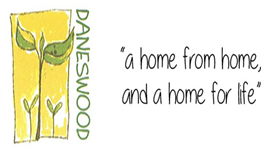 DANESWOOD
"a home from home,
and a home for life"